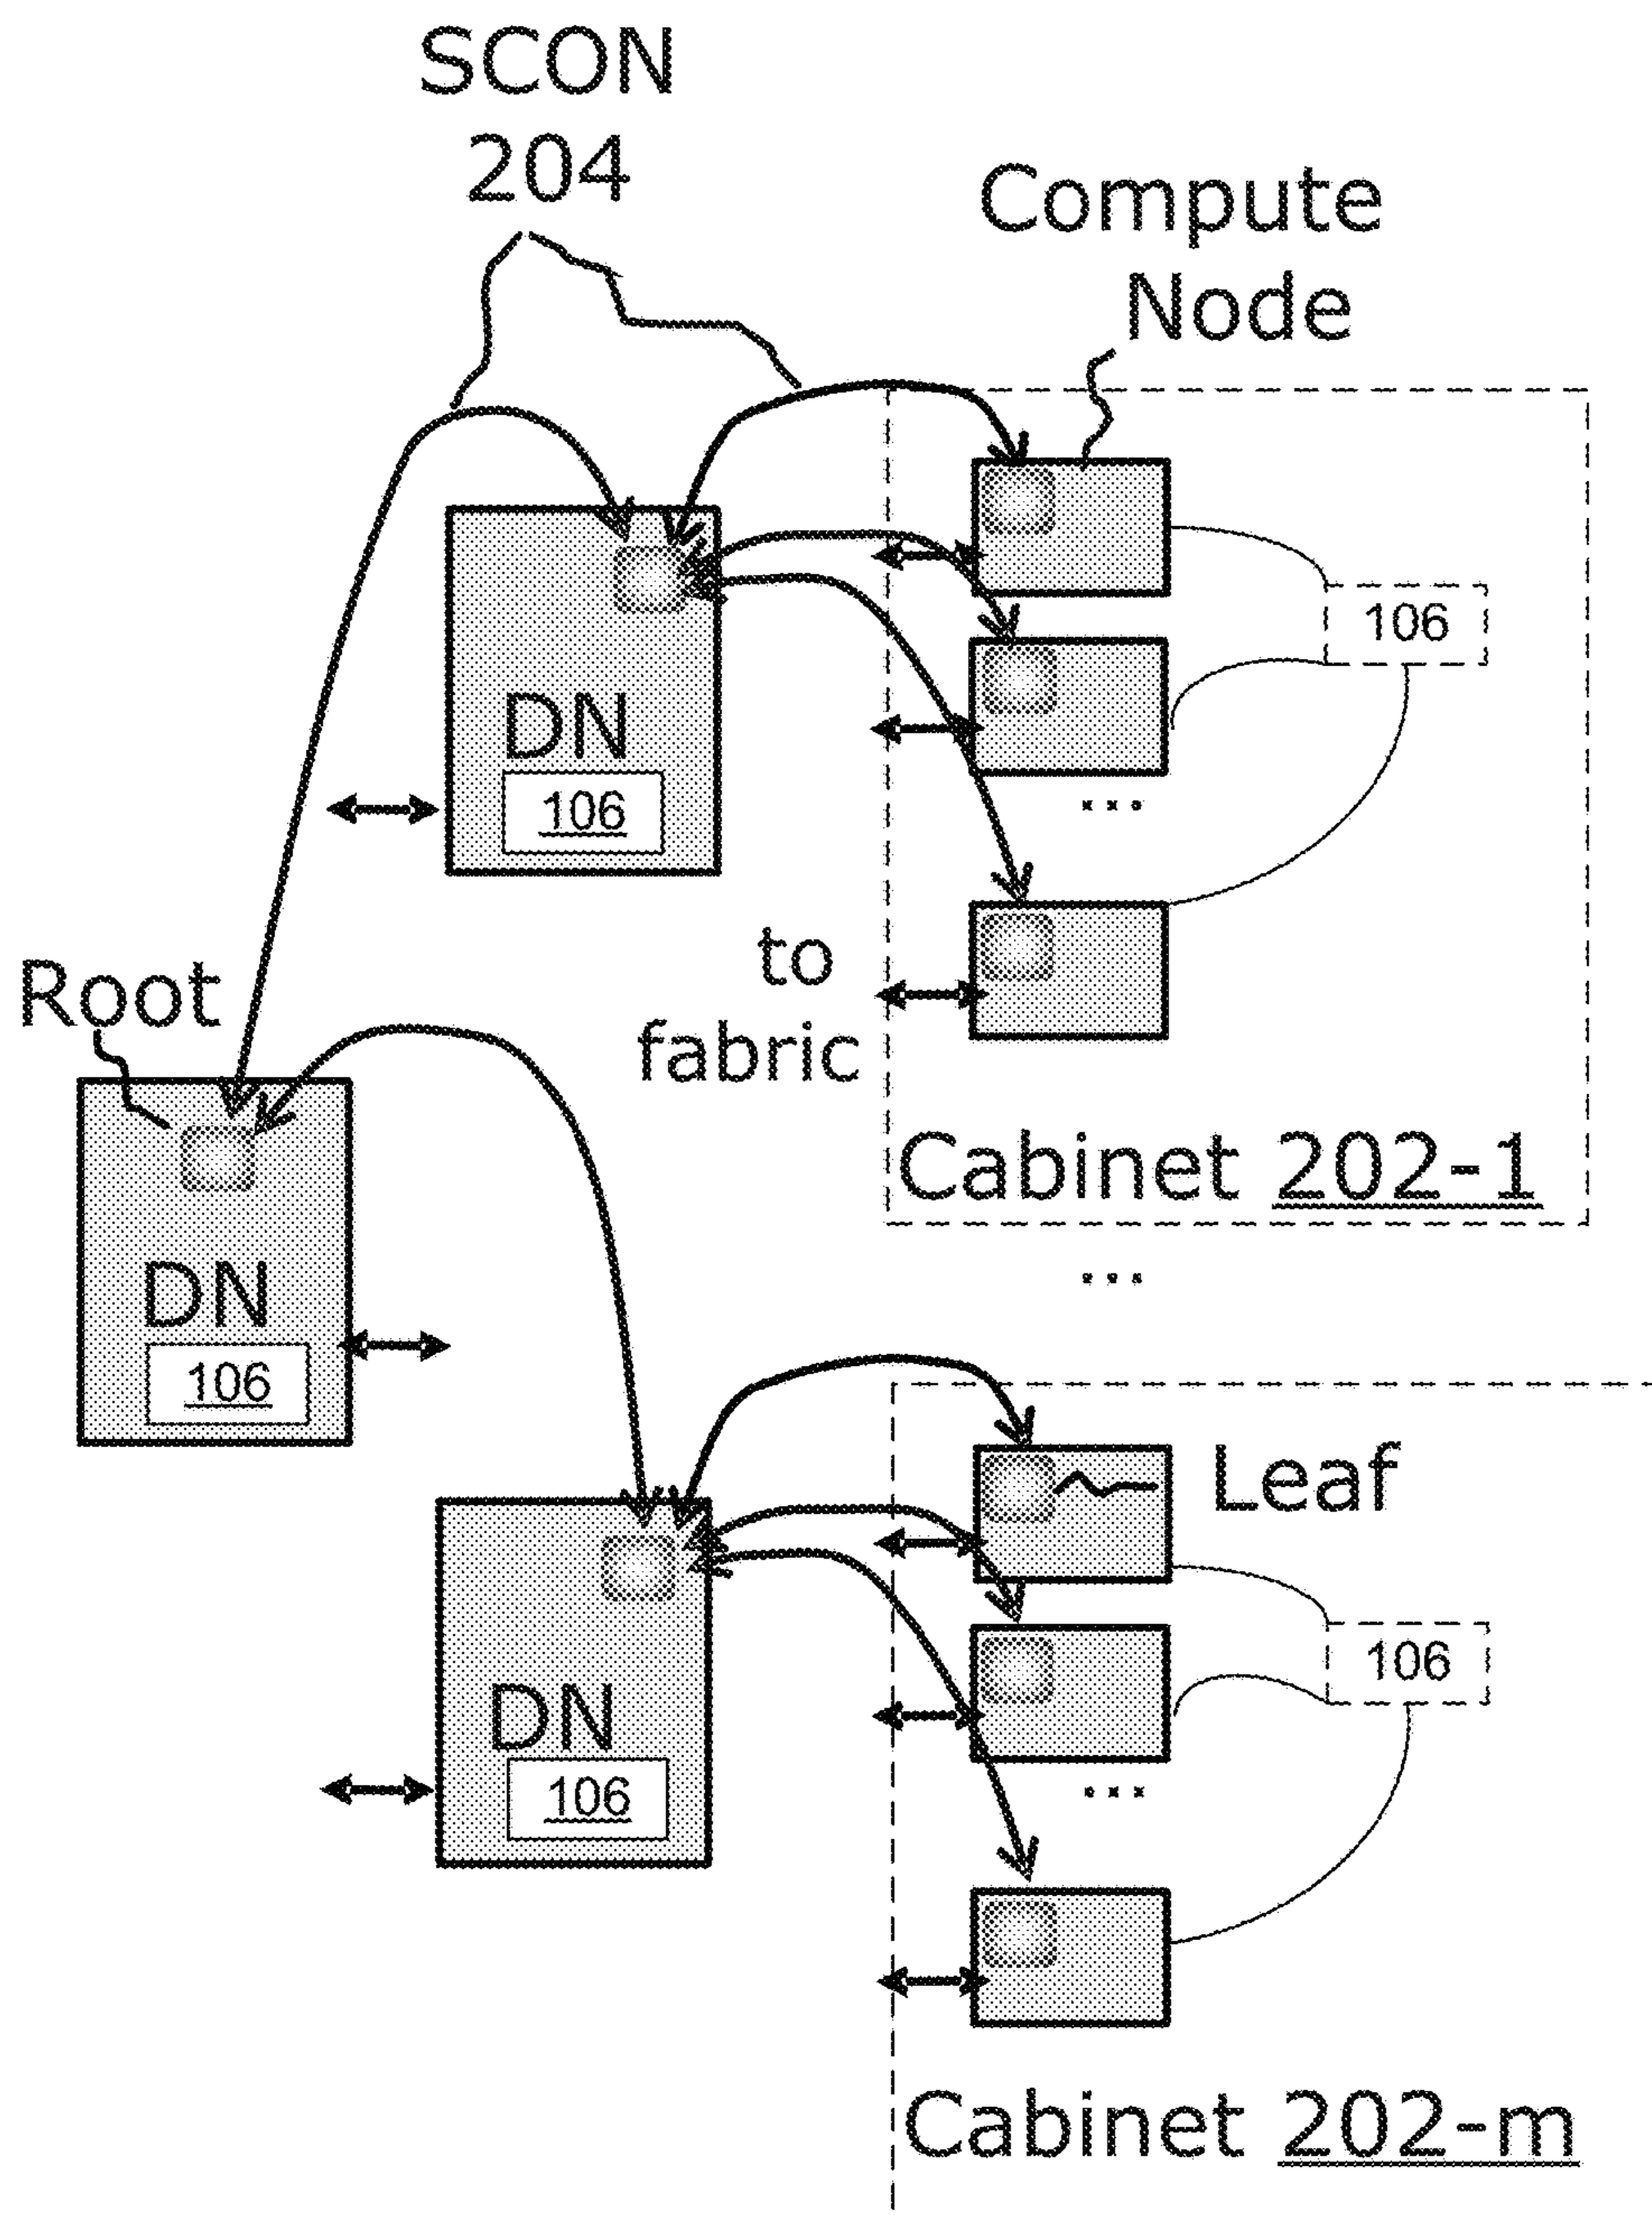 SCON
204
Compute
Node
106
DN
106
to
fabric
Root
Cabinet 202-1
...
DN
106
Leaf
106
DN
106
...
Cabinet 202-m